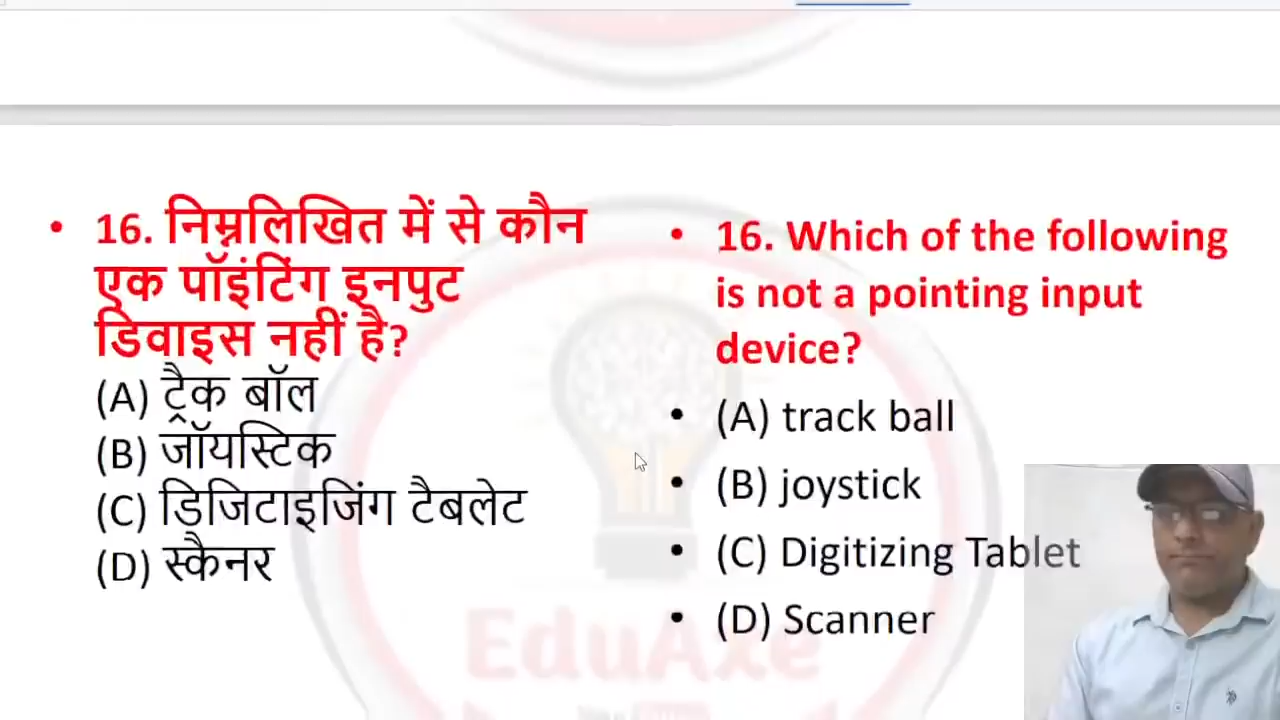 • 16. निम्नलिखित में से कौन
एक पॉइंटिंग इनपुट
डिवाइस नहीं है?
(A) ट्रैक बॉल
(B) जॉयस्टिक
(C) डिजिटाइजिंग टैबलेट
(D) स्कैनर
• 16. Which of the following
is not a pointing input
device?
• (A) track ball
• (B) joystick
• (C) Digitizing Tablet
• (D) Scanner
EduAxe